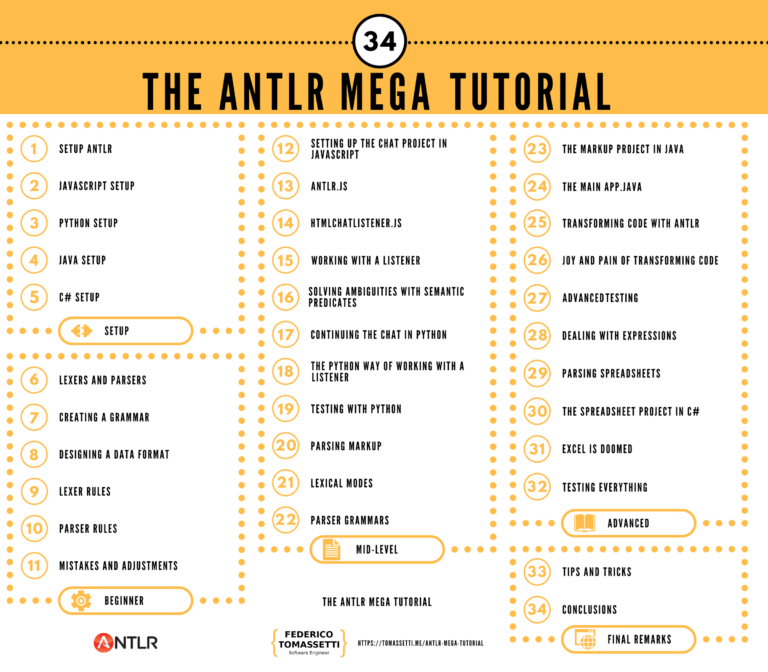 34
THE ANTLR MEGA TUTORIAL
1 SETUP ANTLR
2 JAVASCRIPT SETUP
3 PYTHON SETUP
4 JAVA SETUP
5 C# SETUP
SETUP
6 LEXERS AND PARSERS
7 CREATING A GRAMMAR
8 DESIGNING A DATA FORMAT
9 LEXER RULES
10 PARSER RULES
11 MISTAKES AND ADJUSTMENTS
BEGINNER
12 SETTING UP THE CHAT PROJECT IN
JAVASCRIPT
13 ANTLR.JS
14 HTMLCHATLISTENER.JS
15 WORKING WITH A LISTENER
16 SOLVING AMBIGUITIES WITH SEMANTIC
PREDICATES
17 CONTINUING THE CHAT IN PYTHON
18 THE PYTHON WAY OF WORKING WITH A
LISTENER
19 TESTING WITH PYTHON
20 PARSING MARKUP
21 LEXICAL MODES
22 PARSER GRAMMARS
MID-LEVEL
23 THE MARKUP PROJECT IN JAVA
24 THE MAIN APP.JAVA
25 TRANSFORMING CODE WITH ANTLR
26 JOY AND PAIN OF TRANSFORMING CODE
27 ADVANCEDTESTING
28 DEALING WITH EXPRESSIONS
29 PARSING SPREADSHEETS
30 THE SPREADSHEET PROJECT IN C#
31 EXCEL IS DOOMED
32 TESTING EVERYTHING
ADVANCED
33 TIPS AND TRICKS
34 CONCLUSIONS
FINAL REMARKS
THE ANTLR MEGA TUTORIAL
ANTLR
FEDERICO
TOMASSETTI
Software Engineer
HTTPS://TOMASSETTI.ME/ANTLR-MEGA-TUTORIAL